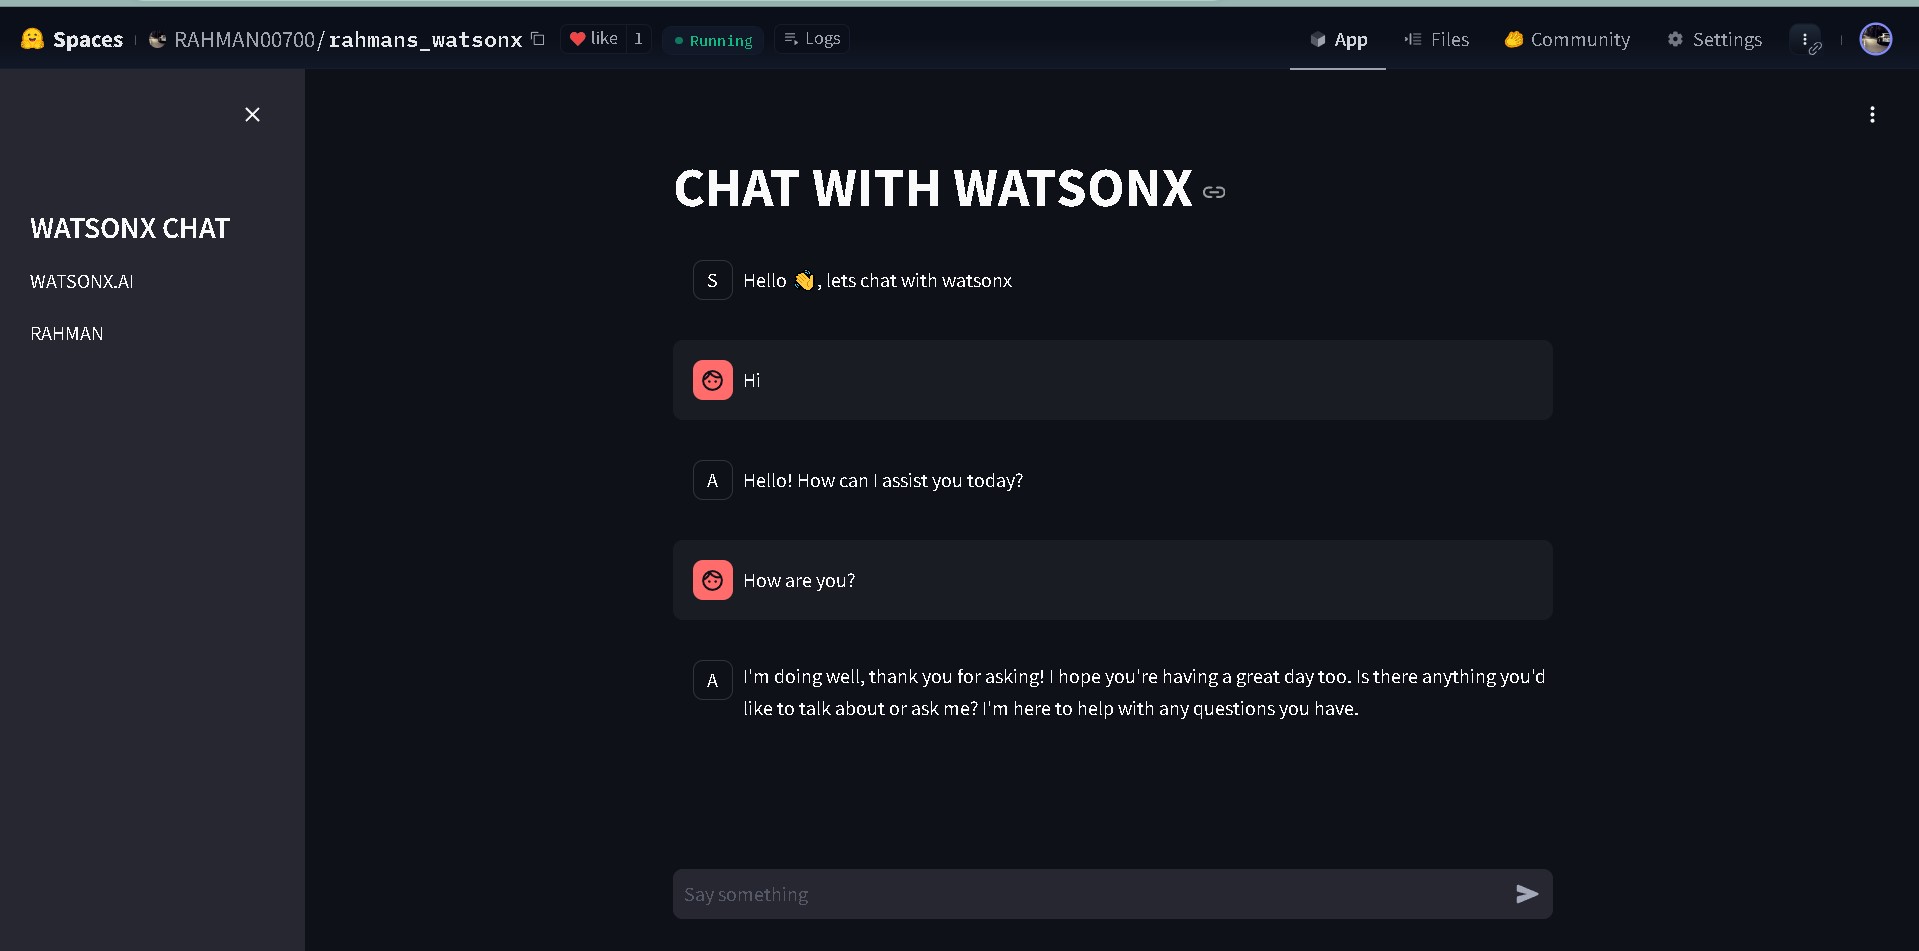 Spaces RAHMAN00700/rahmans_watsonx like 1 Running Logs App Files Community Settings
WATSONX CHAT
WATSONX.AI
RAHMAN
CHAT WITH WATSONX
S Hello 👋, lets chat with watsonx
Hi
A Hello! How can I assist you today?
How are you?
A I'm doing well, thank you for asking! I hope you're having a great day too. Is there anything you'd
like to talk about or ask me? I'm here to help with any questions you have.
Say something